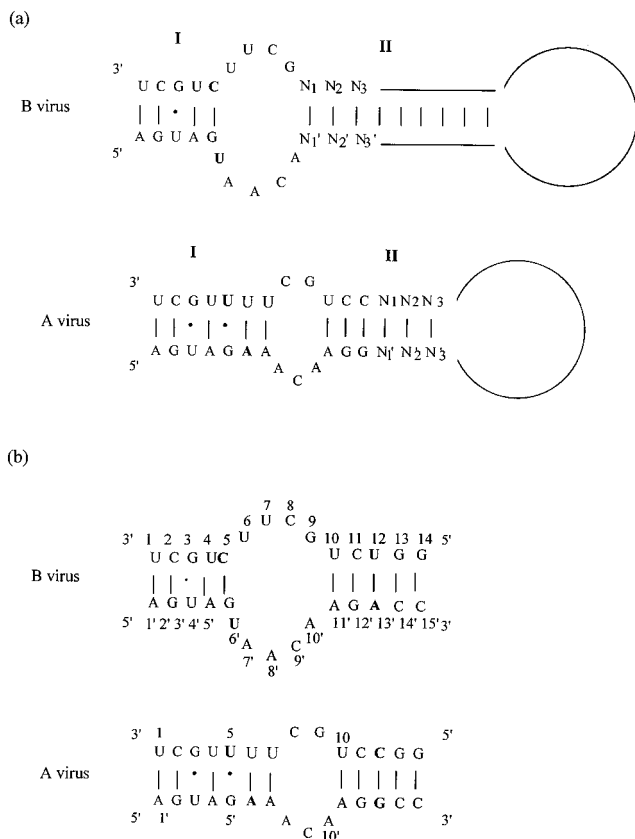 (a)
I
II
U U C G
3'
U C G U C
N1 N2 N3
B virus
A G U A G
N1' N2' N3'
5'
U A A C A
I
II
3'
C G
U C G U U U U
U C C N1 N2 N3
A virus
A G U A G A A
A G G N1' N2 N3'
5'
A C A
(b)
7 8
6 U C 9
3' 1 2 3 4 5 U G 10 11 12 13 14 5'
U C G U C
U C U G G
B virus
A G U A G
A G A C C
5' 1' 2' 3' 4' 5' U A 11' 12' 13' 14' 15' 3'
6' A A C 10'
7' 8' 9'
3' 1 5 C G 10 5'
U C G U U U U
U C C G G
A virus
A G U A G A A
A G G C C
5' 1' 5' A A 3'
C 10'